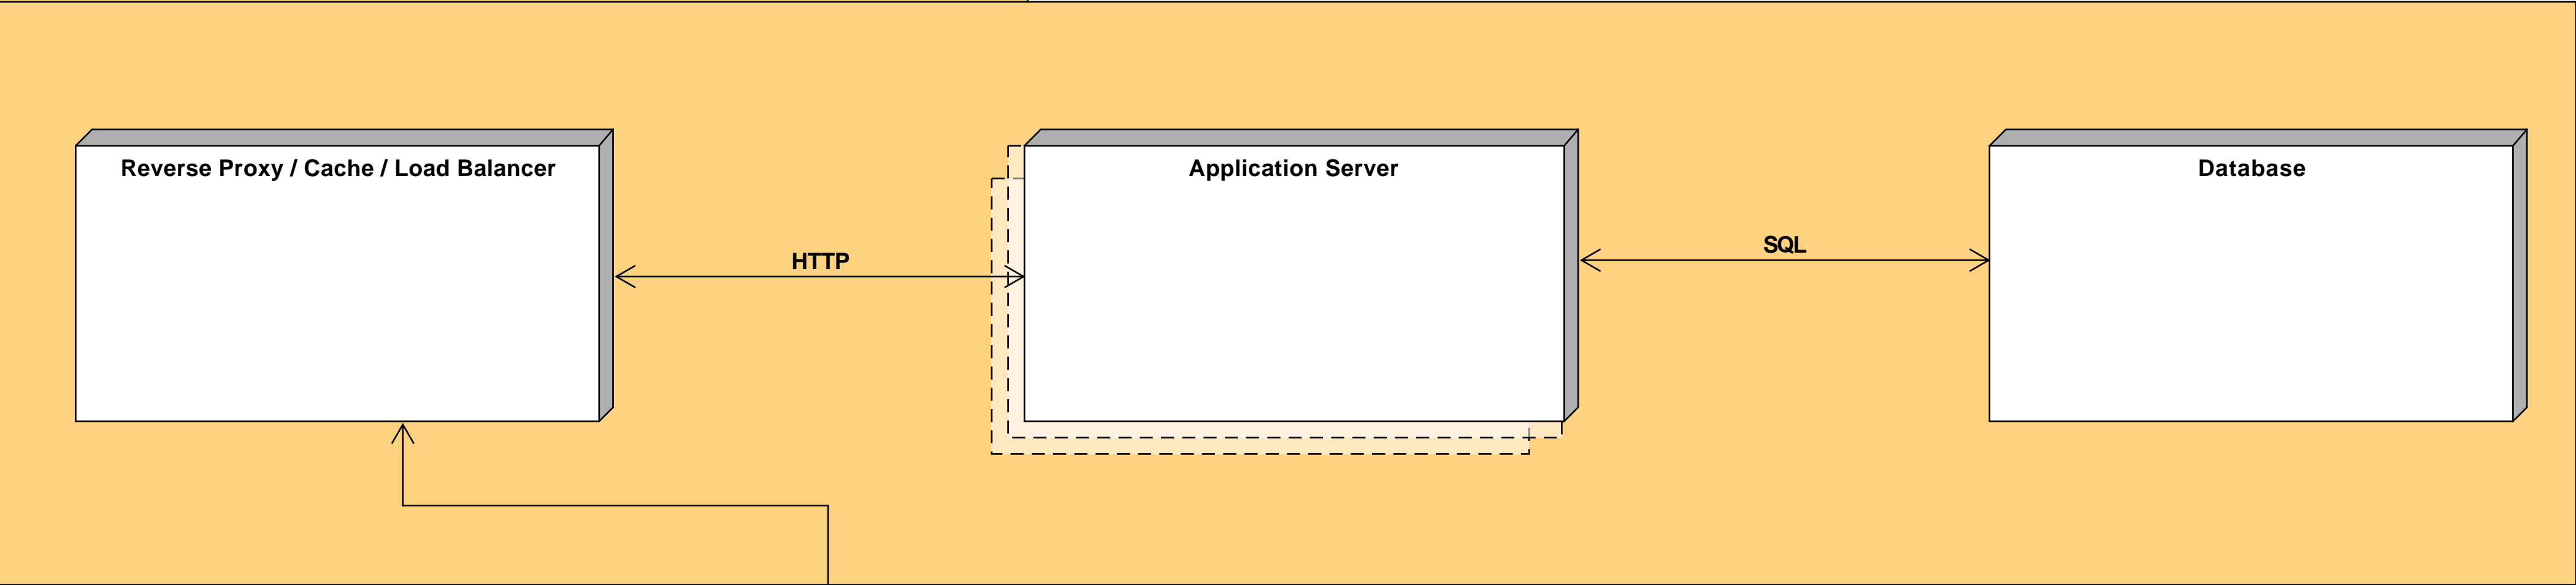 Reverse Proxy / Cache / Load Balancer
Application Server
Database
HTTP
SQL